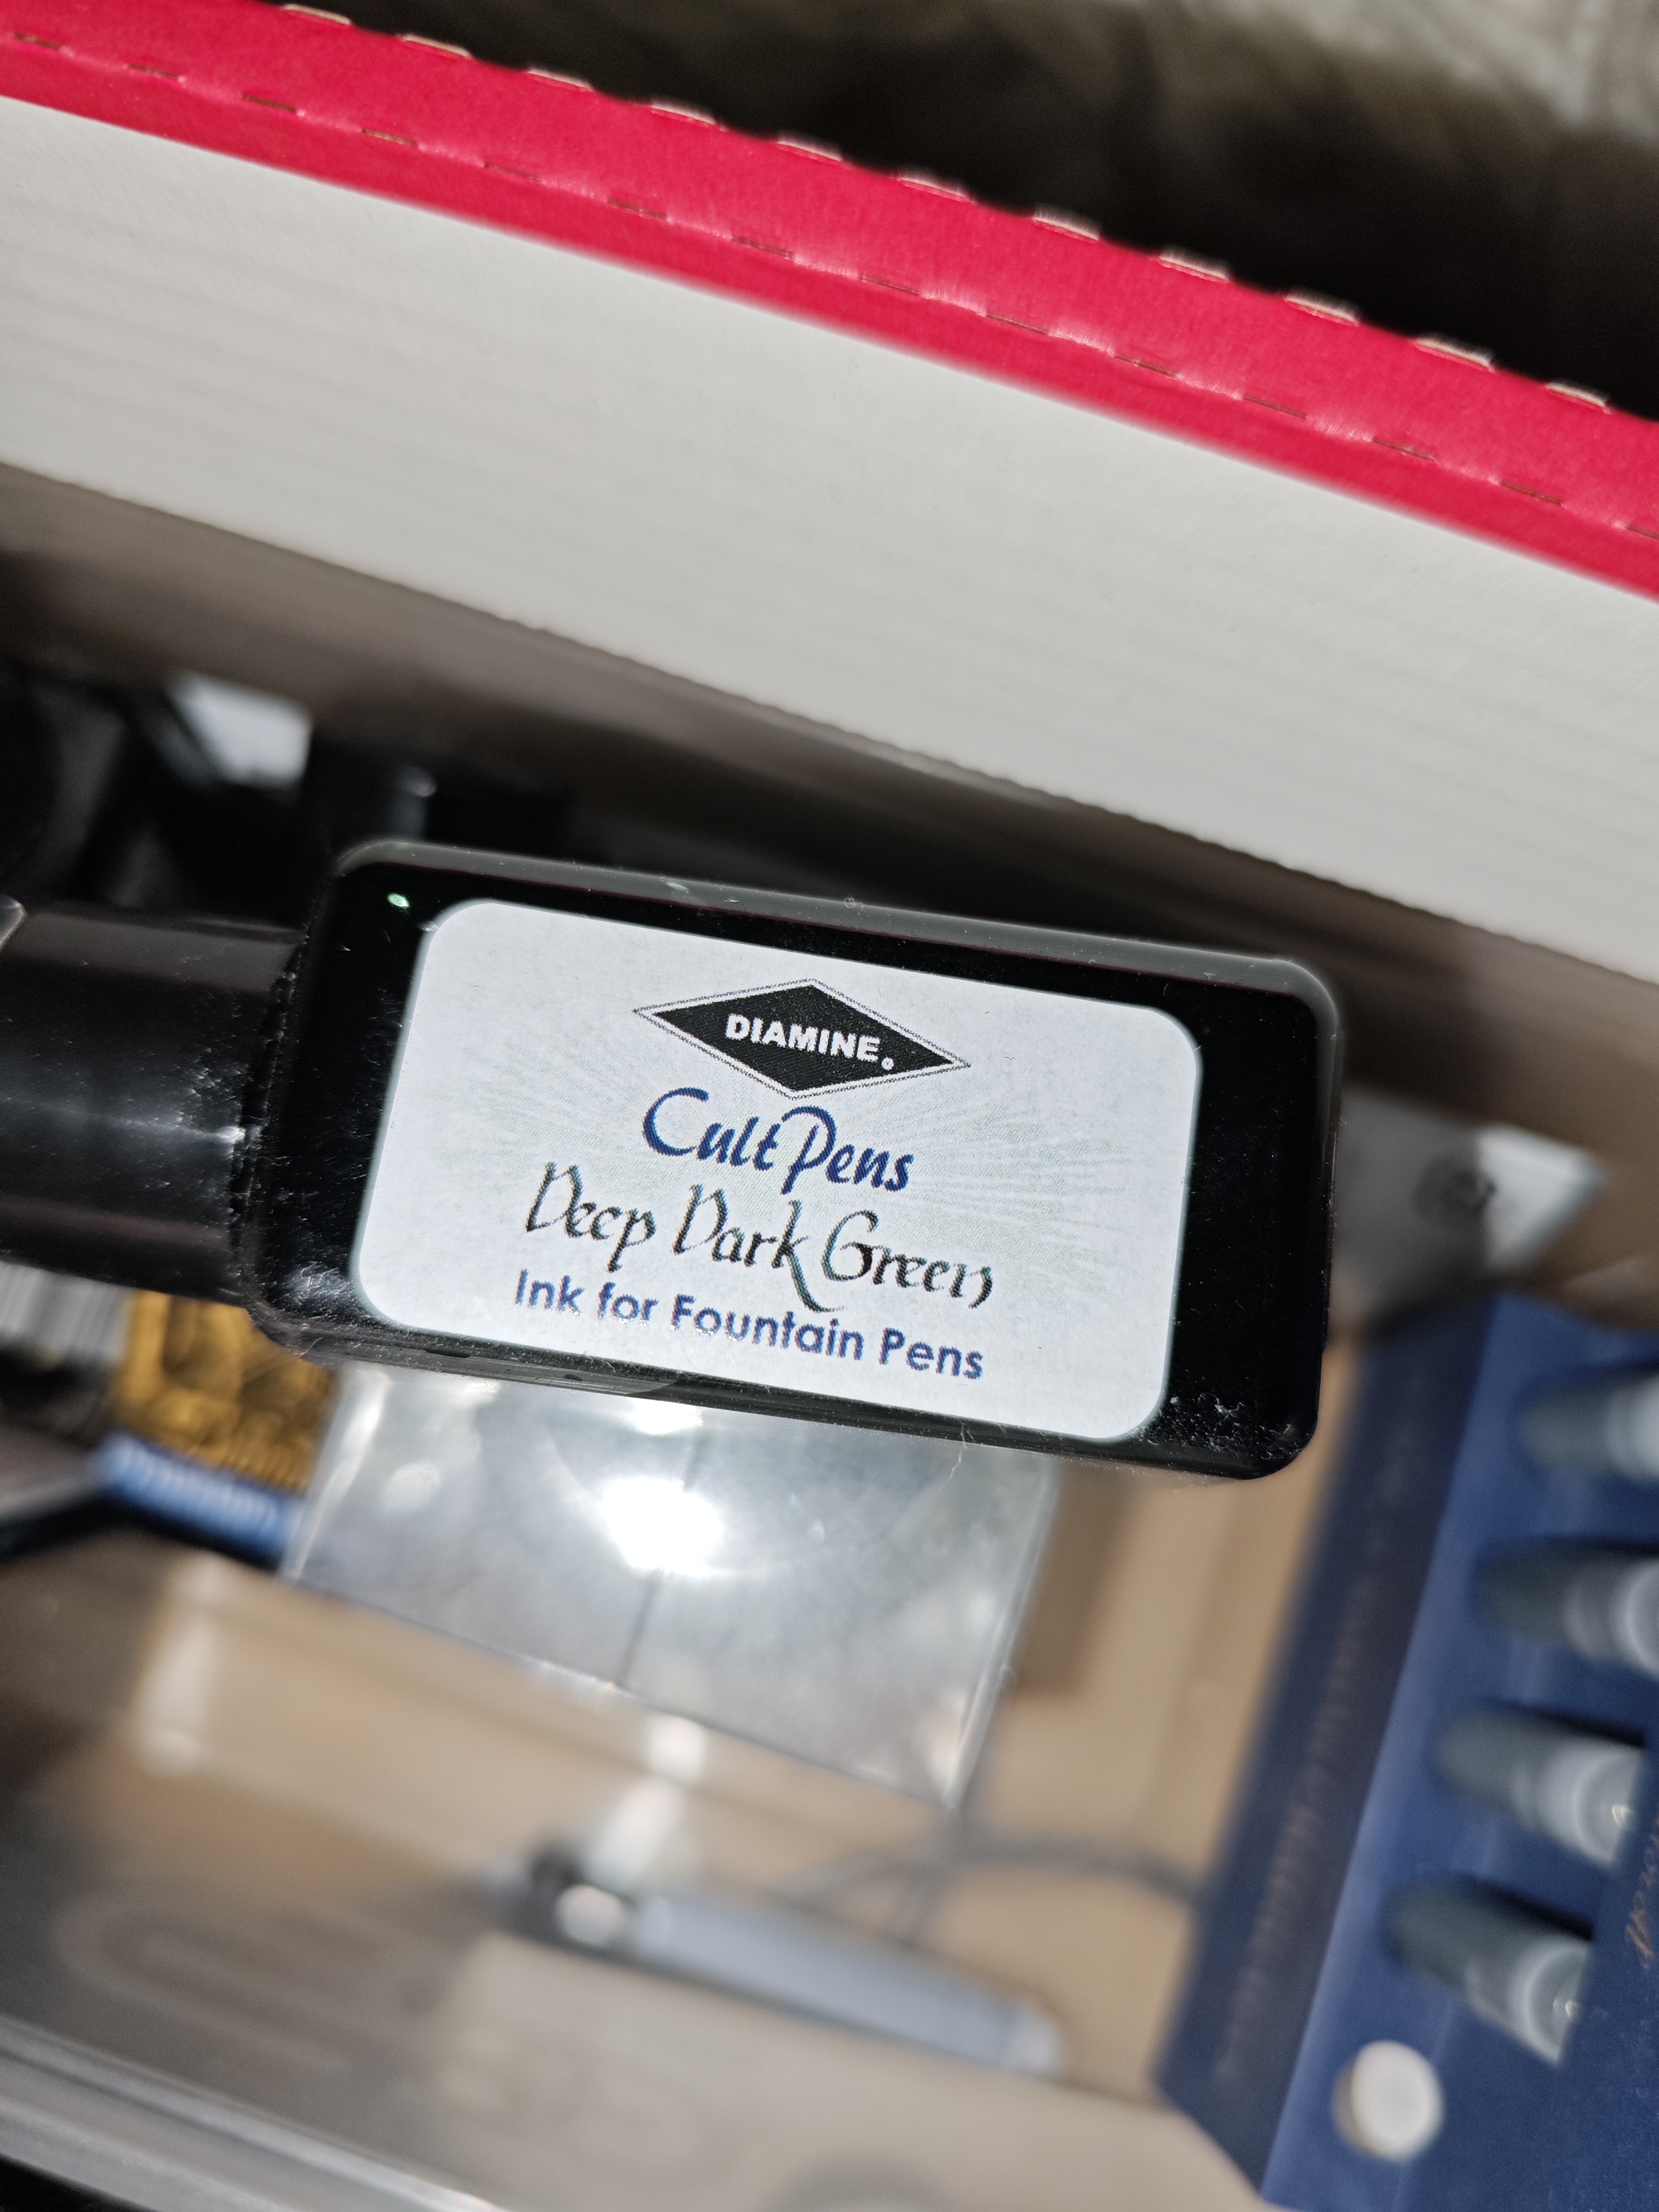 DIAMINE
Cult Pens
Deep Dark Green
Ink for Fountain Pens